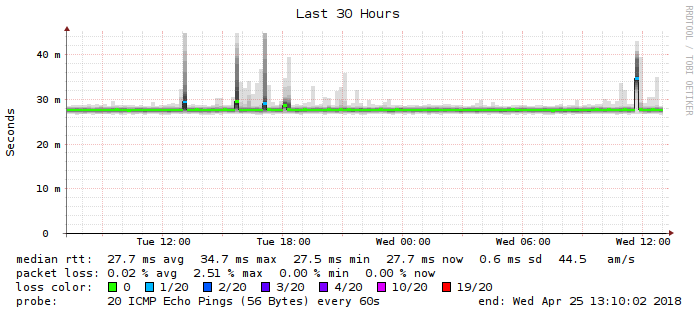 Last 30 Hours
RRDTOOL / TOBI OETIKER
Seconds
40 m
30 m
20 m
10 m
0
Tue 12:00 Tue 18:00 Wed 00:00 Wed 06:00 Wed 12:00
median rtt: 27.7 ms avg 34.7 ms max 27.5 ms min 27.7 ms now 0.6 ms sd 44.5 am/s
packet loss: 0.02 % avg 2.51 % max 0.00 % min 0.00 % now
loss color: 0 1/20 2/20 3/20 4/20 10/20 19/20
probe: 20 ICMP Echo Pings (56 Bytes) every 60s end: Wed Apr 25 13:10:02 2018